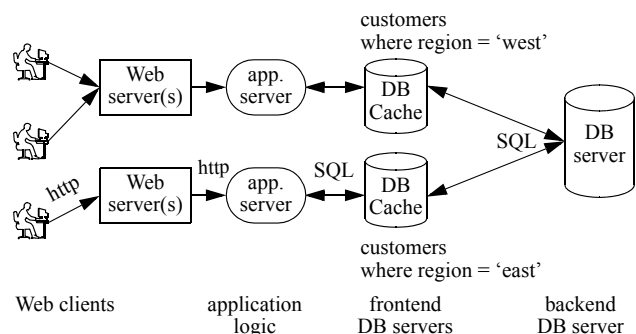 customers
where region = ‘west’
Web
server(s)
app.
server
DB
Cache
DB
server
SQL
http
http
SQL
Web
server(s)
app.
server
DB
Cache
customers
where region = ‘east’
Web clients
application
logic
frontend
DB servers
backend
DB server